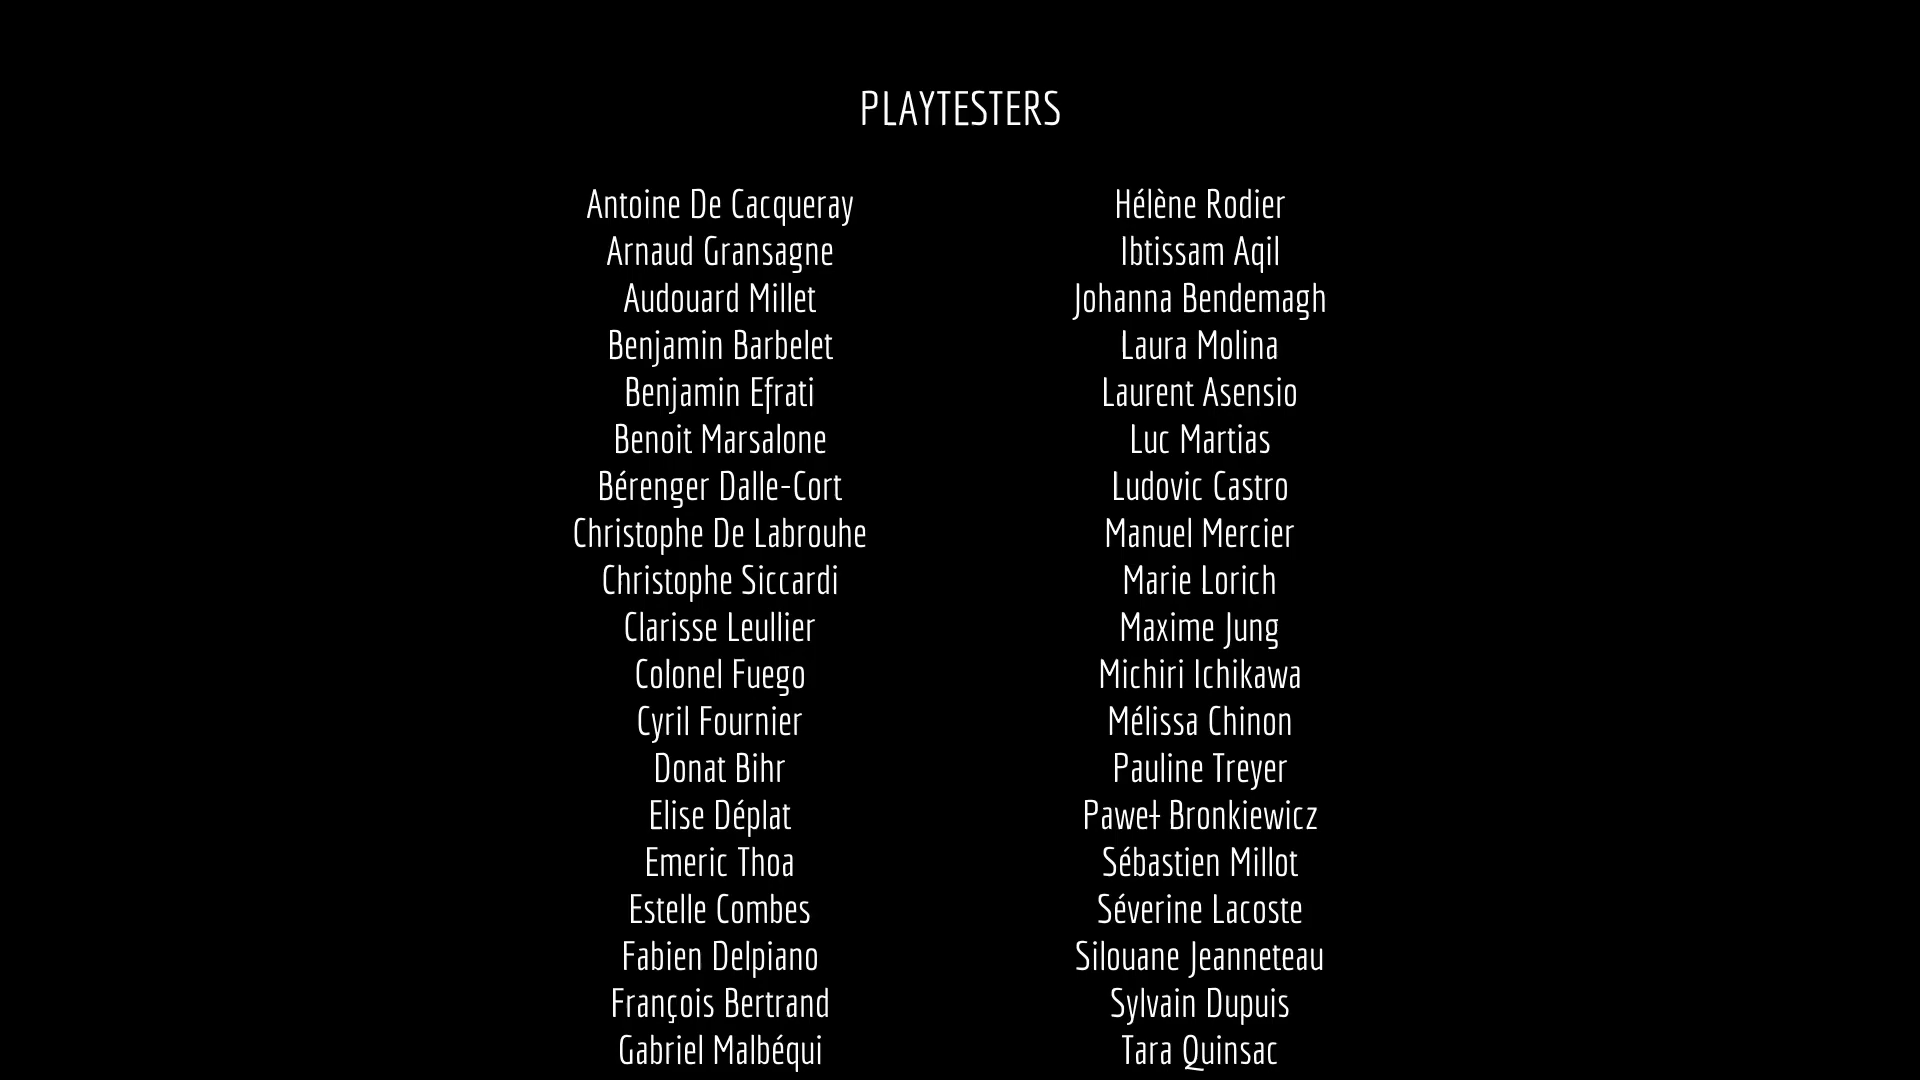 PLAYTESTERS
Antoine De Cacqueray
Arnaud Gransagne
Audouard Millet
Benjamin Barbelet
Benjamin Efrati
Benoit Marsalone
Bérenger Dalle-Cort
Christophe De Labrouhe
Christophe Siccardi
Clarisse Leullier
Colonel Fuego
Cyril Fournier
Donat Bihr
Elise Déplat
Emeric Thoa
Estelle Combes
Fabien Delpiano
François Bertrand
Gabriel Malbéqui
Hélène Rodier
Ibtissam Aqil
Johanna Bendemagh
Laura Molina
Laurent Asensio
Luc Martias
Ludovic Castro
Manuel Mercier
Marie Lorich
Maxime Jung
Michiri Ichikawa
Mélissa Chinon
Pauline Treyer
Paweł Bronkiewicz
Sébastien Millot
Séverine Lacoste
Silouane Jeanneteau
Sylvain Dupuis
Tara Quinsac